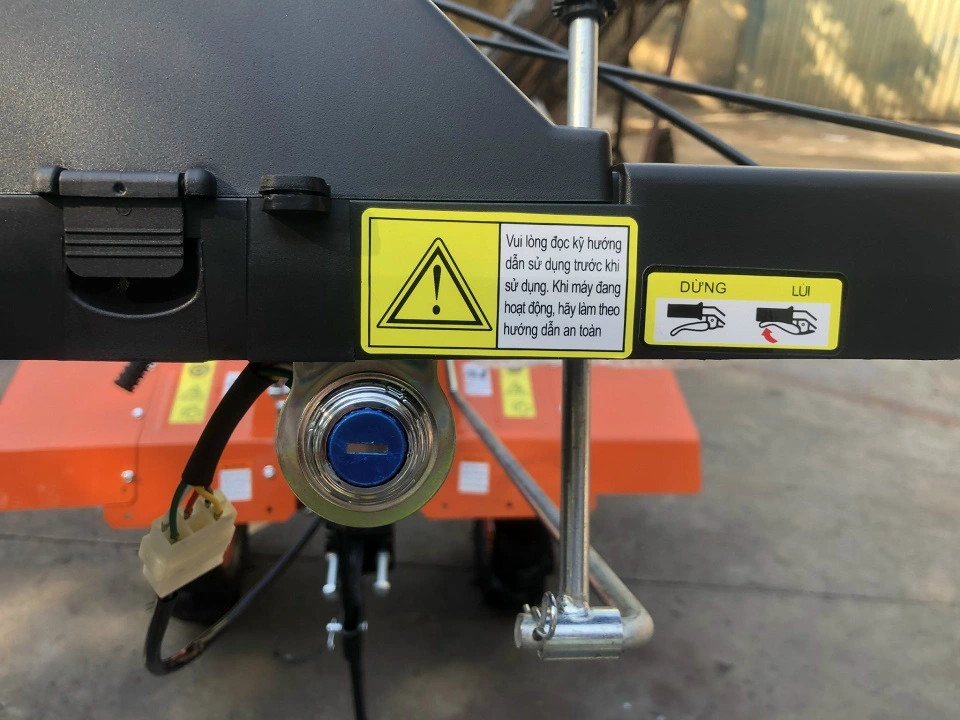 Vui lòng đọc kỹ hướng
dẫn sử dụng trước khi
sử dụng. Khi máy đang
hoạt động, hãy làm theo
hướng dẫn an toàn
DỪNG
LÙI